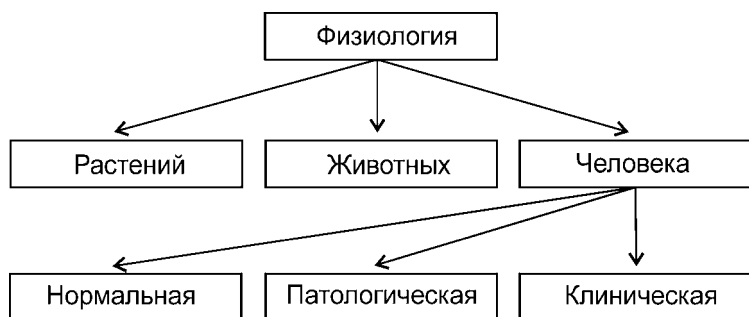 Физиология
Растений
Животных
Человека
Нормальная
Патологическая
Клиническая